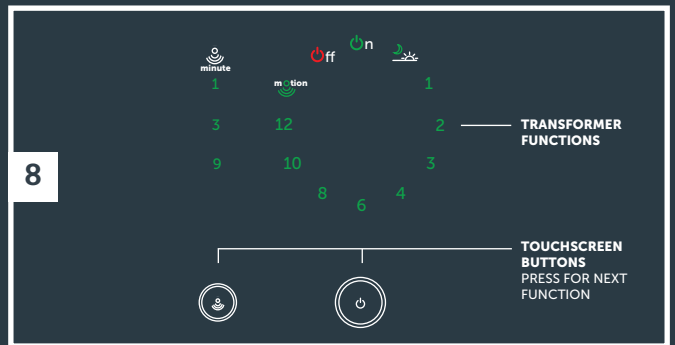 8
minute
1
3
9
motion
Off
On
1
2
3
4
6
8
10
12
TRANSFORMER
FUNCTIONS
TOUCHSCREEN
BUTTONS
PRESS FOR NEXT
FUNCTION